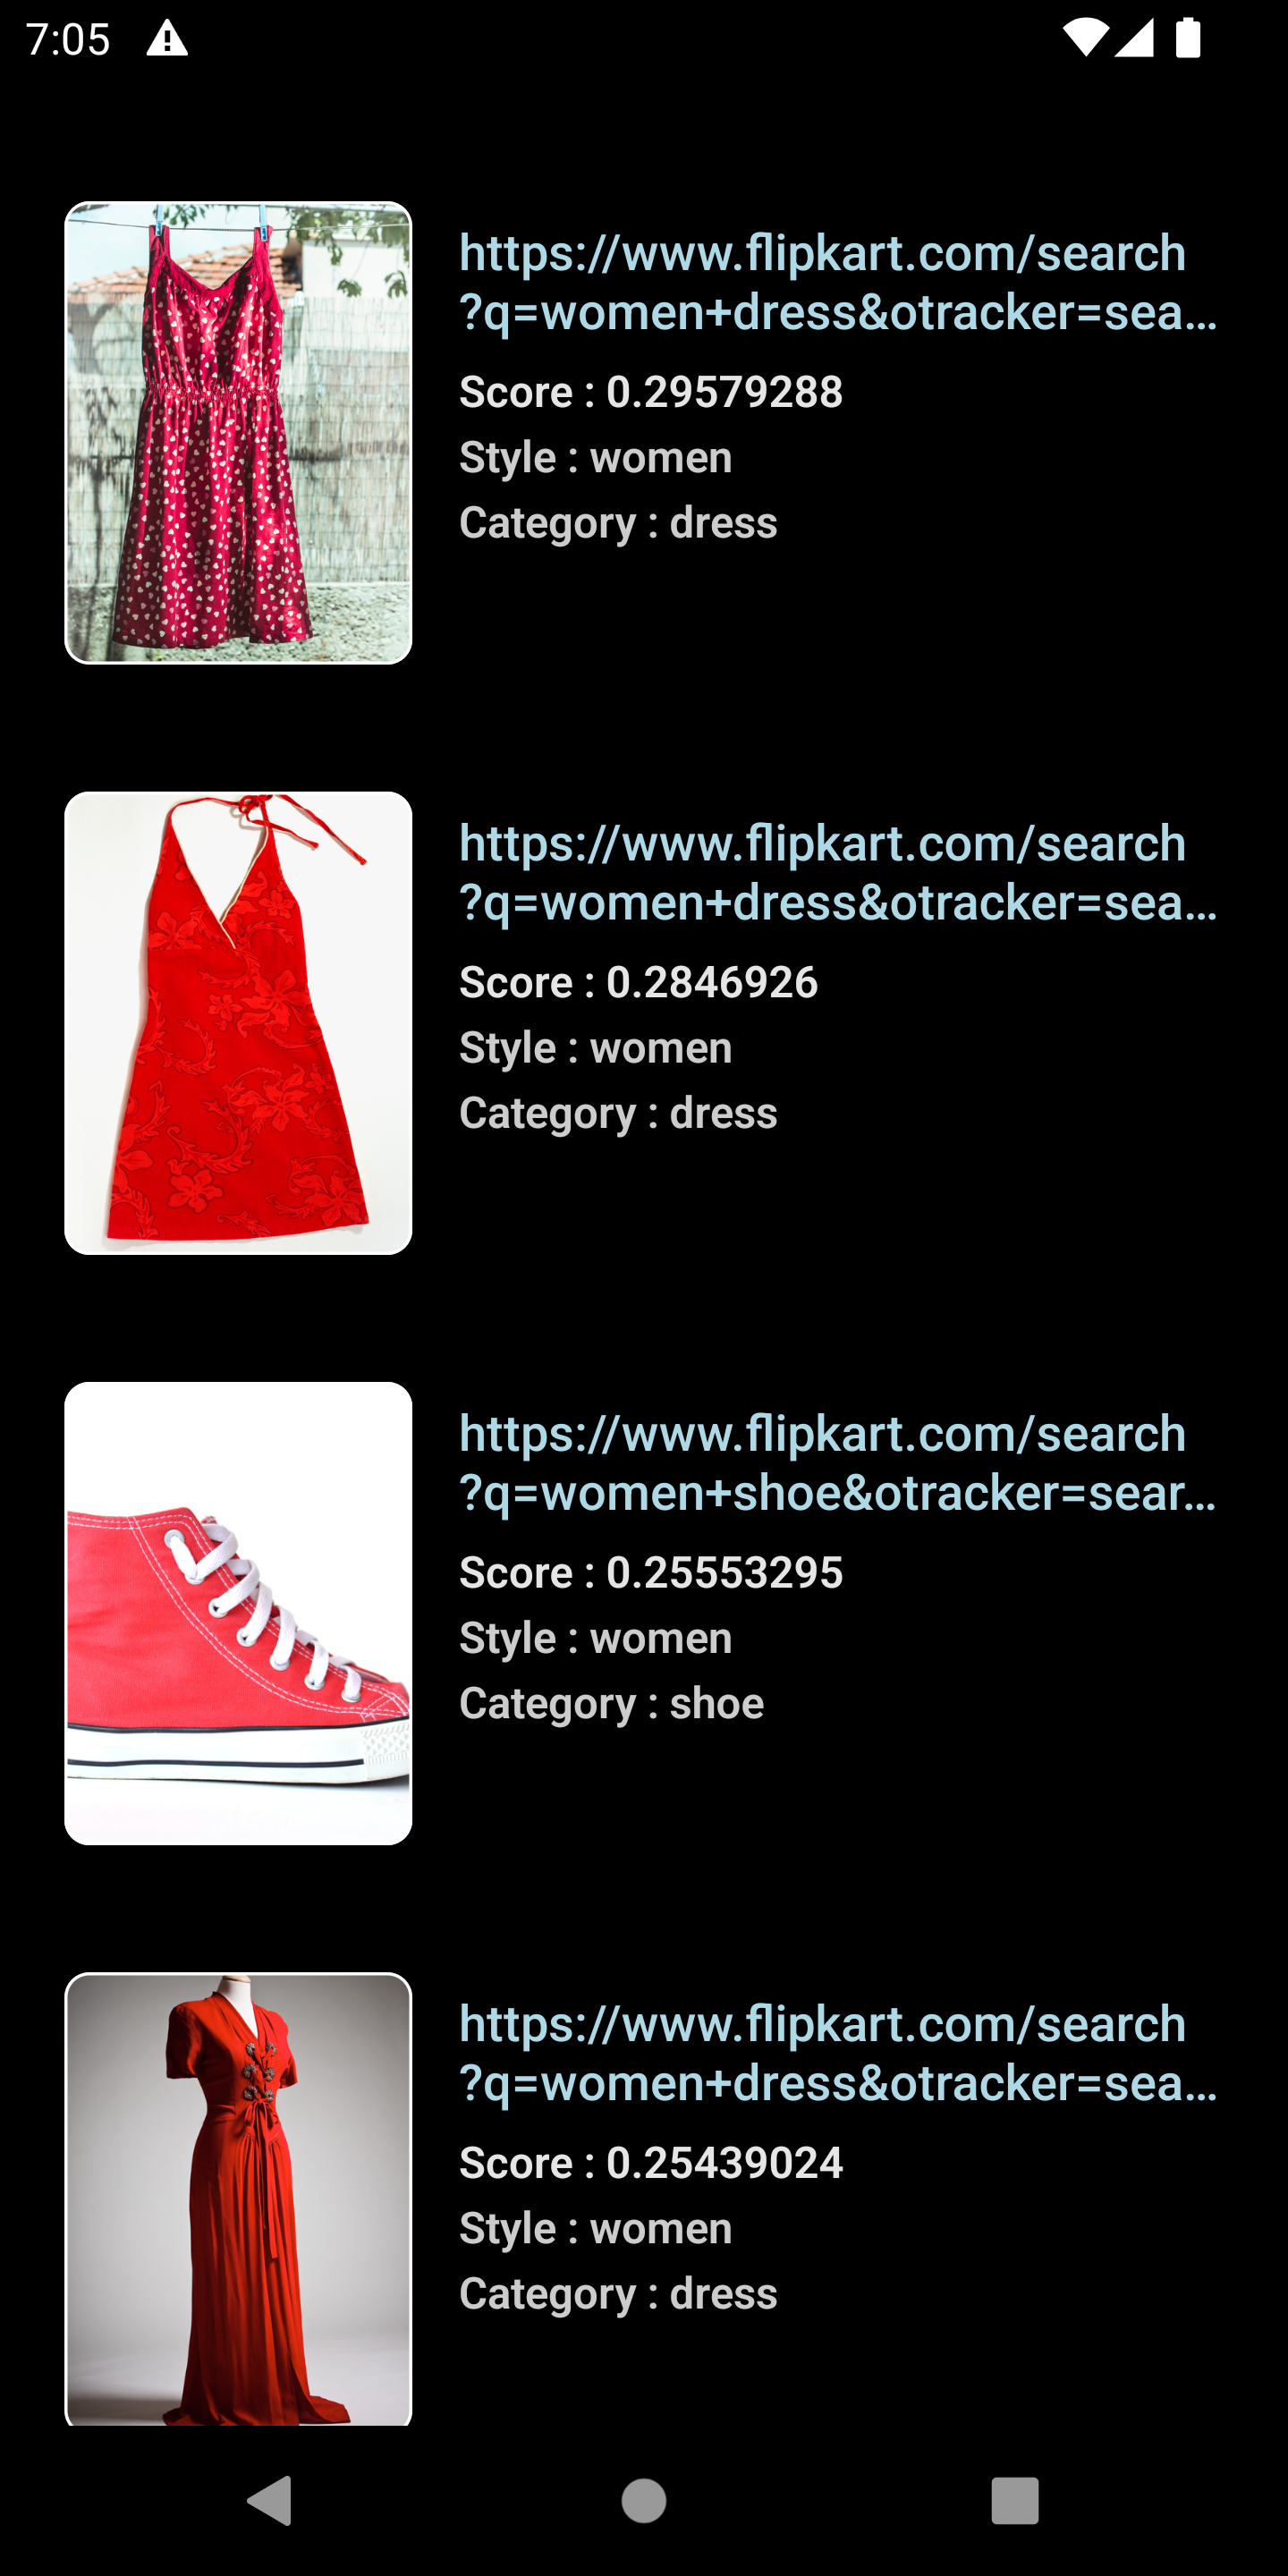 7:05
https://www.flipkart.com/search
?q=women+dress&otracker=sea...
Score : 0.29579288
Style : women
Category : dress
https://www.flipkart.com/search
?q=women+dress&otracker=sea...
Score : 0.2846926
Style : women
Category : dress
https://www.flipkart.com/search
?q=women+shoe&otracker=sear...
Score : 0.25553295
Style : women
Category : shoe
https://www.flipkart.com/search
?q=women+dress&otracker=sea...
Score : 0.25439024
Style : women
Category : dress